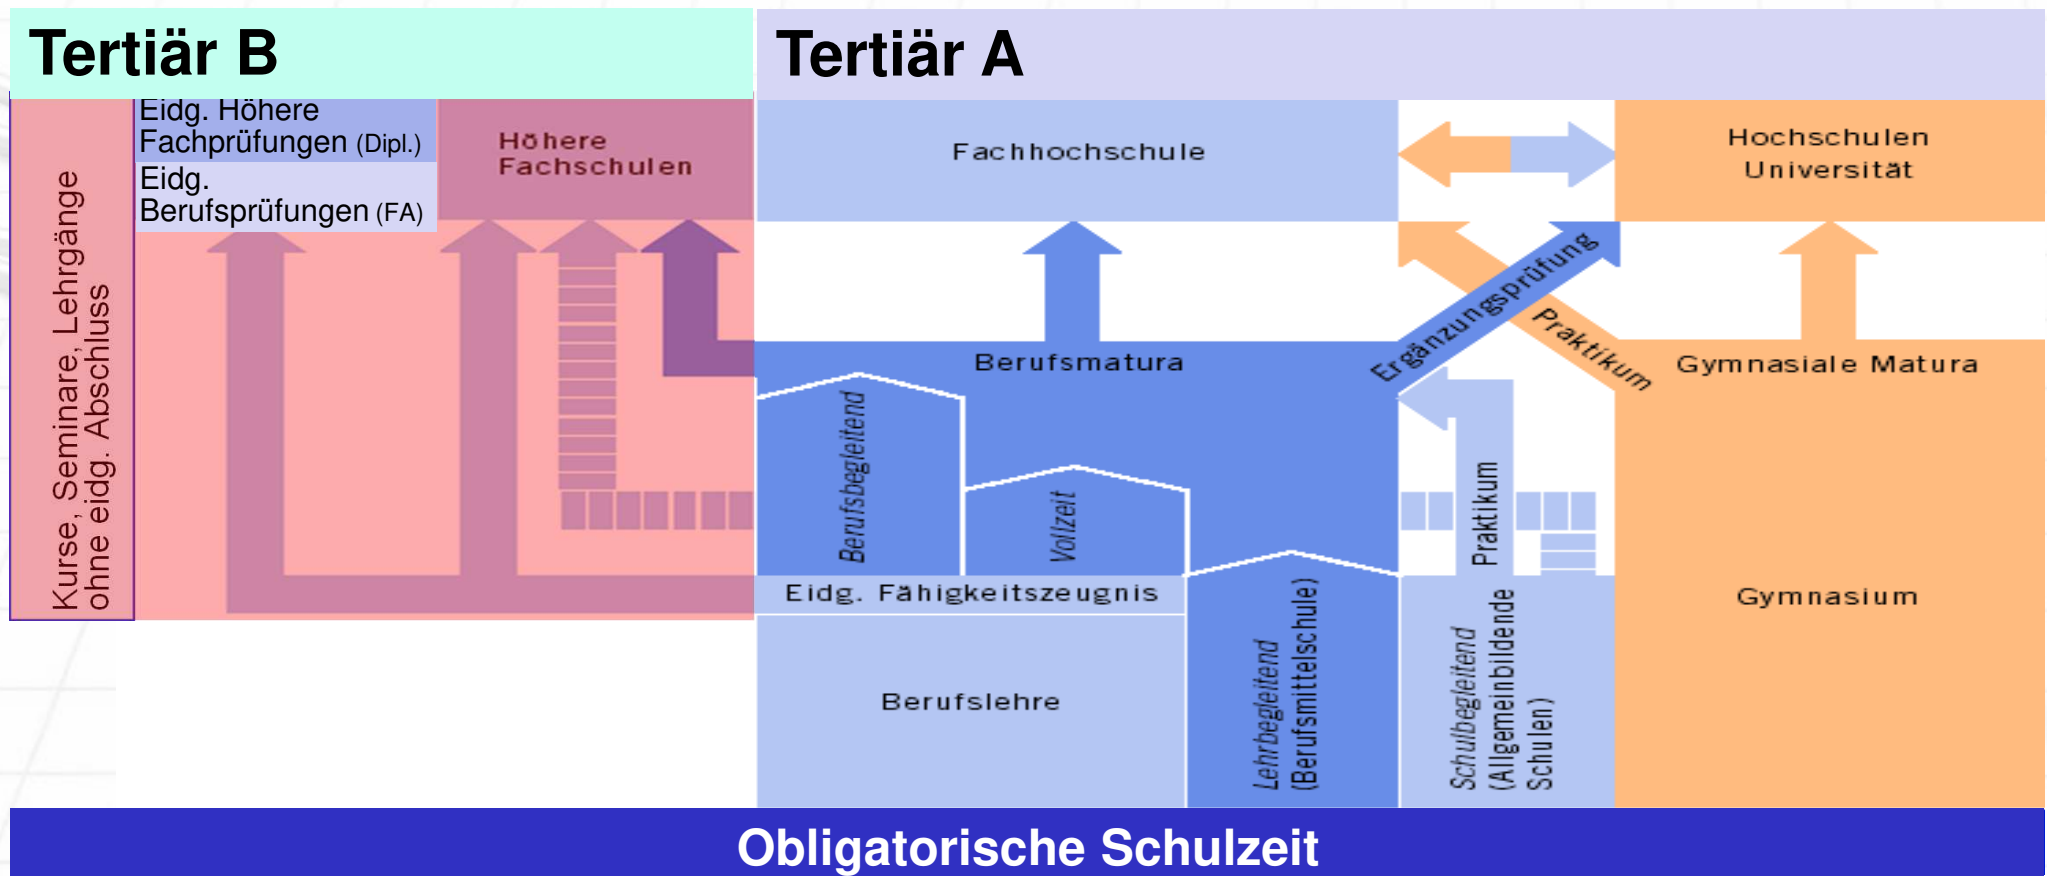 Tertiär B
Tertiär A
Eidg. Höhere
Fachprüfungen (Dipl.)
Eidg.
Berufsprüfungen (FA)
Höhere
Fachschulen
Fachhochschule
Hochschulen
Universität
Kurse, Seminare, Lehrgänge
ohne eidg. Abschluss
Ergänzungsprüfung
Praktikum
Berufsmatura
Gymnasiale Matura
Berufsbegleitend
Vollzeit
Praktikum
Eidg. Fähigkeitszeugnis
Gymnasium
Berufslehre
Lehrbegleitend
(Berufsmittelschule)
Schulbegleitend
(Allgemeinbildende
Schulen)
Obligatorische Schulzeit